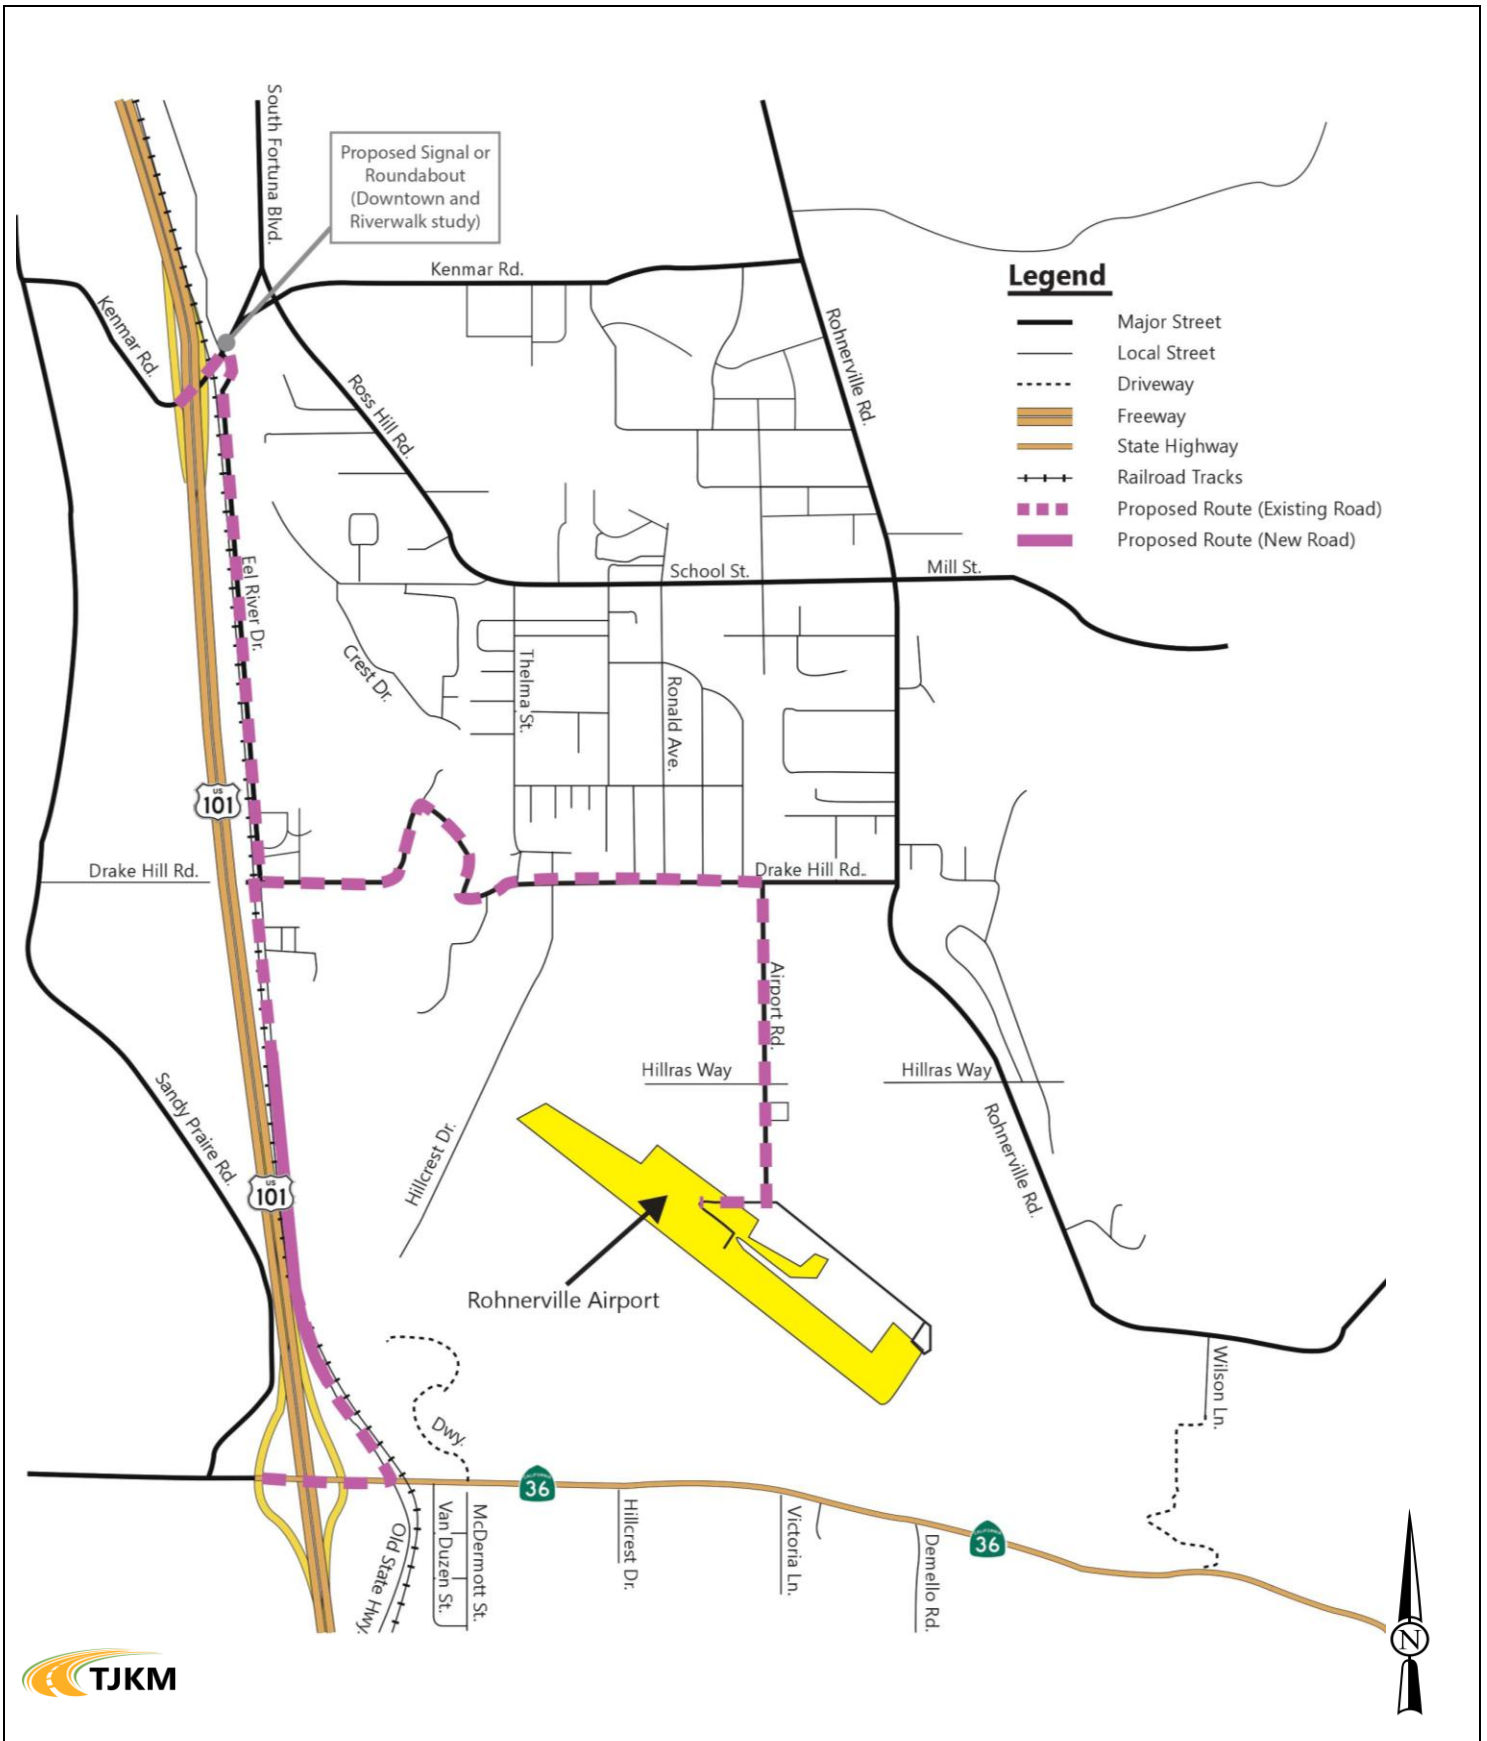 South Fortuna Blvd.
Proposed Signal or
Roundabout
(Downtown and
Riverwalk study)
Kenmar Rd.
Kenmar Rd.
Rohnerville Rd.
Legend
Major Street
Local Street
Driveway
Freeway
State Highway
Railroad Tracks
Proposed Route (Existing Road)
Proposed Route (New Road)
Ross Hill Rd.
Eel River Dr.
School St.
Mill St.
Crest Dr.
Thelma St.
Ronald Ave.
US
101
Drake Hill Rd.
Drake Hill Rd.
Airport Rd.
Hillras Way
Hillras Way
Sandy Praire Rd.
Hillcrest Dr.
Rohnerville Rd.
US
101
Rohnerville Airport
Wilson Ln.
Dwy.
CALIFORNIA
36
CALIFORNIA
36
Old State Hwy.
Van Duzen St.
McDermott St.
Hillcrest Dr.
Victoria Ln.
Demello Rd.
N
TJKM